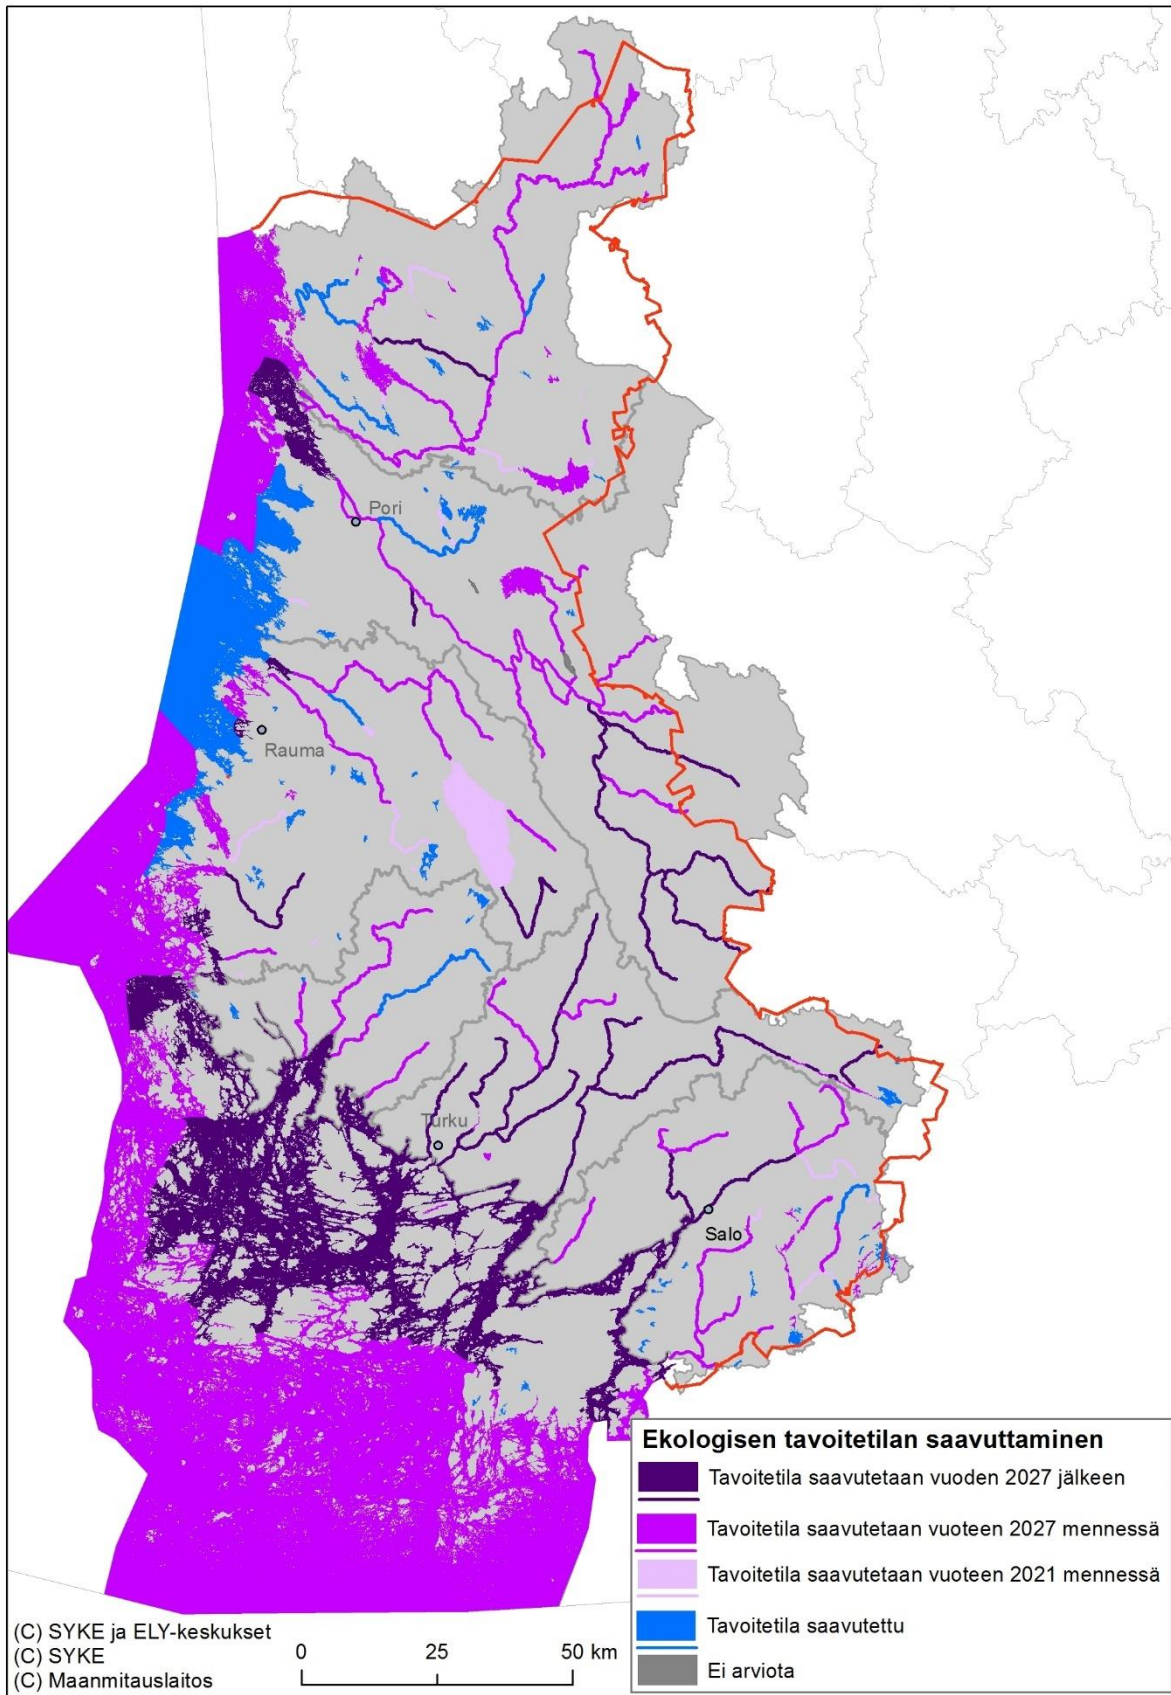 Pori
Rauma
Turku
Salo
Ekologisen tavoitetilan saavuttaminen
Tavoitetila saavutetaan vuoden 2027 jälkeen
Tavoitetila saavutetaan vuoteen 2027 mennessä
Tavoitetila saavutetaan vuoteen 2021 mennessä
Tavoitetila saavutettu
Ei arviota
(C) SYKE ja ELY-keskukset
(C) SYKE
(C) Maanmitauslaitos
0 25 50 km